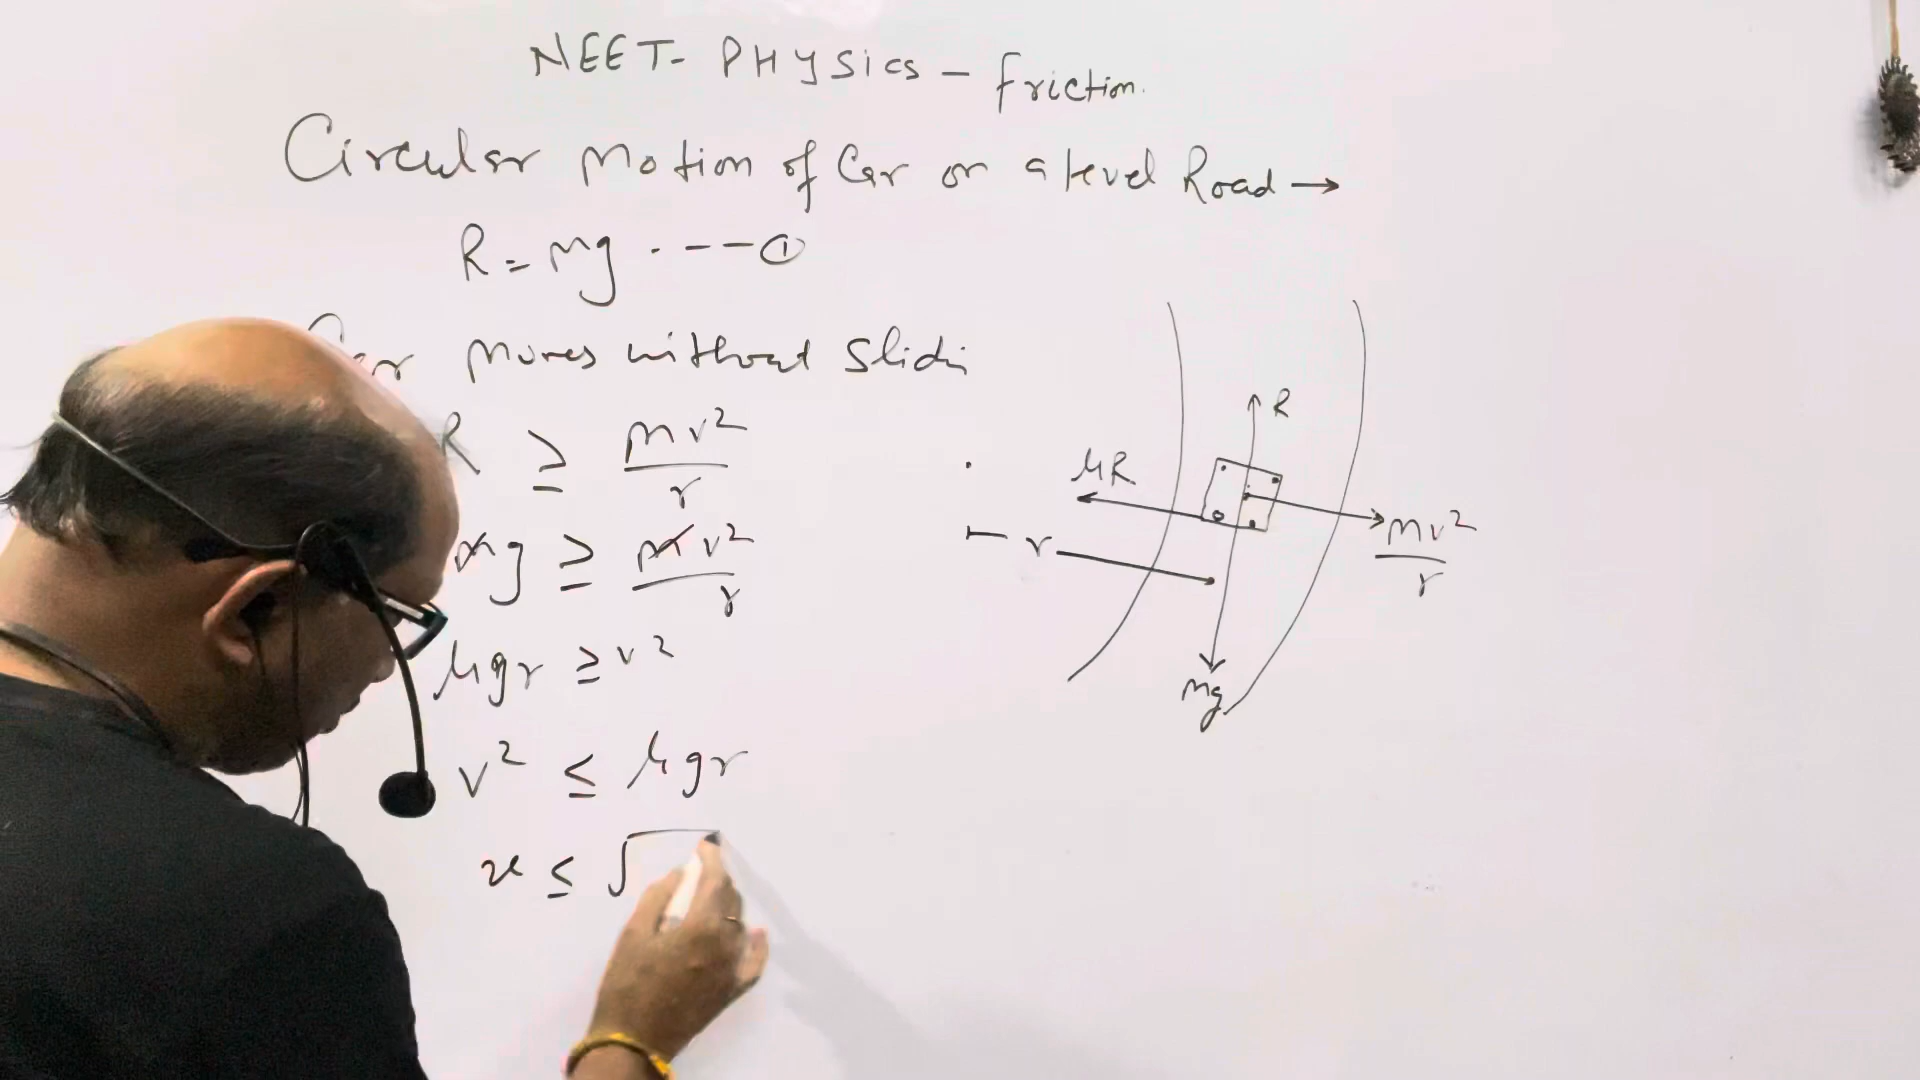 NEET- PHYSics - friction.
Circular Motion of Car on a level Road →
R = mg ---- ①
Car moves without Slidi
R ≥ mv²/r
mg ≥ mv²/r
μgr ≥ v²
v² ≤ μgr
v ≤ √
R
μR
mv²/r
r
mg